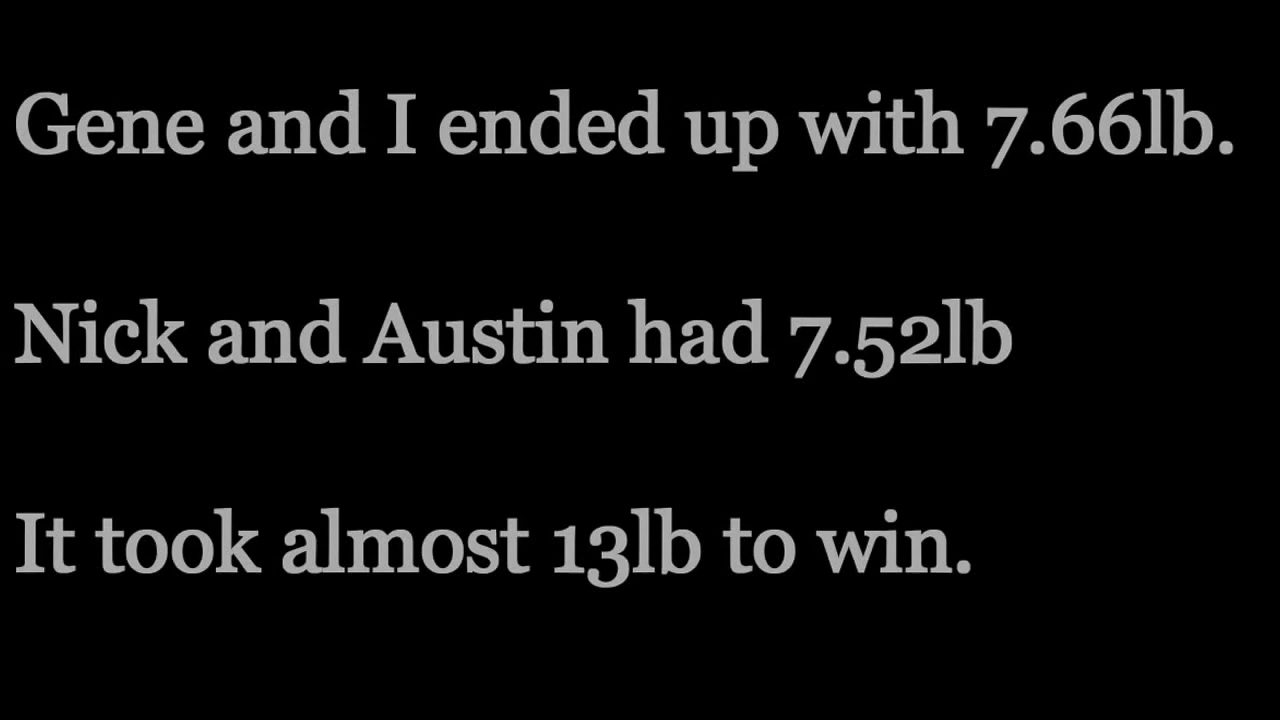 Gene and I ended up with 7.66lb.
Nick and Austin had 7.52lb
It took almost 13lb to win.